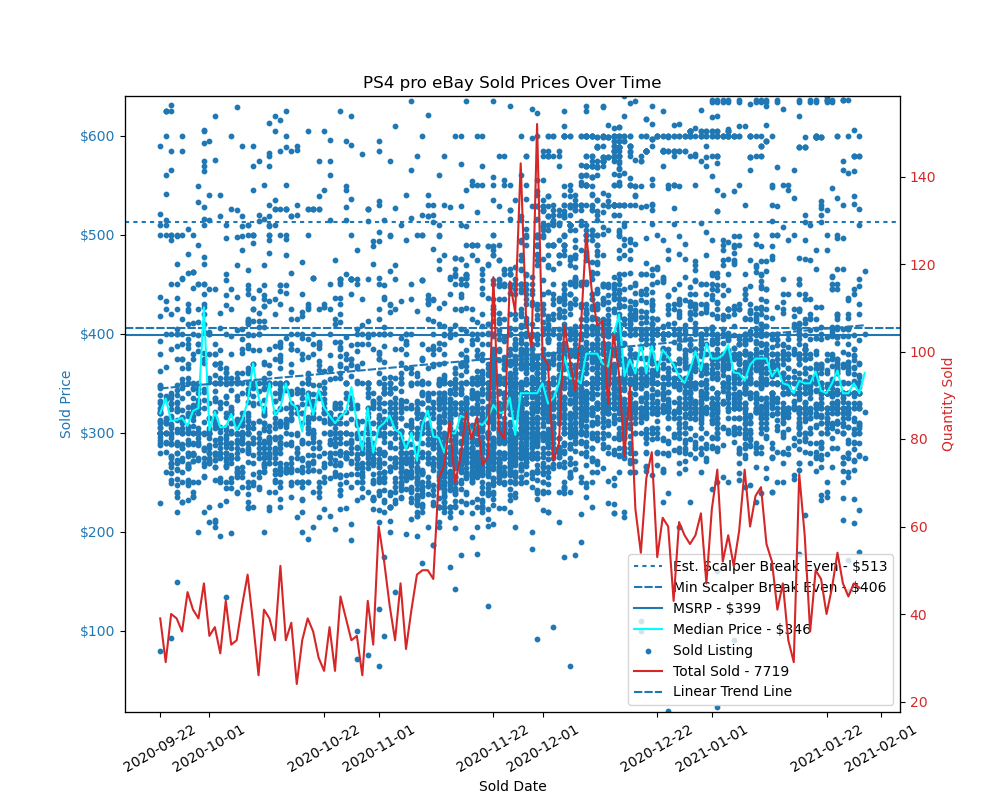 PS4 pro eBay Sold Prices Over Time
$600
$500
$400
$300
$200
$100
Sold Price
140
120
100
80
60
40
20
Quantity Sold
Est. Scalper Break Even - $513
Min Scalper Break Even - $406
MSRP - $399
Median Price - $346
Sold Listing
Total Sold - 7719
Linear Trend Line
2020-09-22
2020-10-01
2020-10-22
2020-11-01
2020-11-22
2020-12-01
2020-12-22
2021-01-01
2021-01-22
2021-02-01
Sold Date